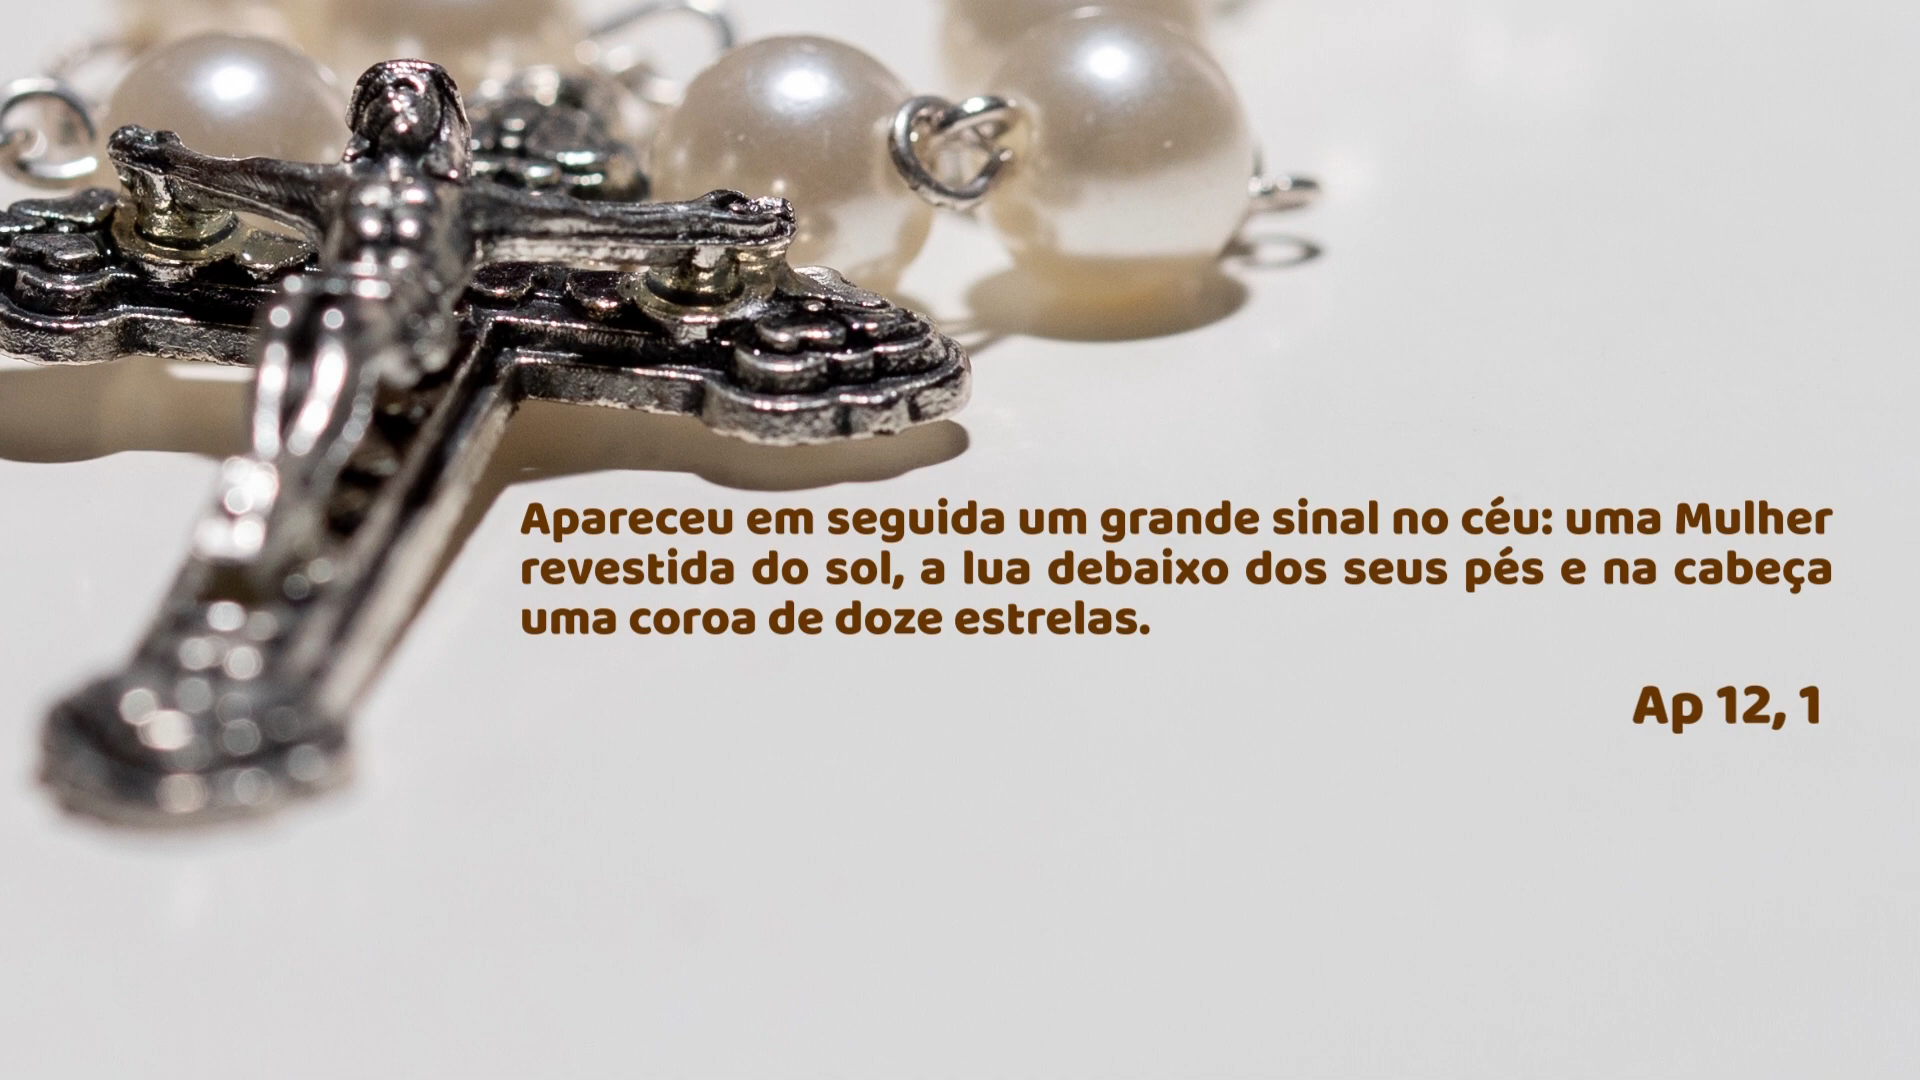 Apareceu em seguida um grande sinal no céu: uma Mulher
revestida do sol, a lua debaixo dos seus pés e na cabeça
uma coroa de doze estrelas.
Ap 12, 1